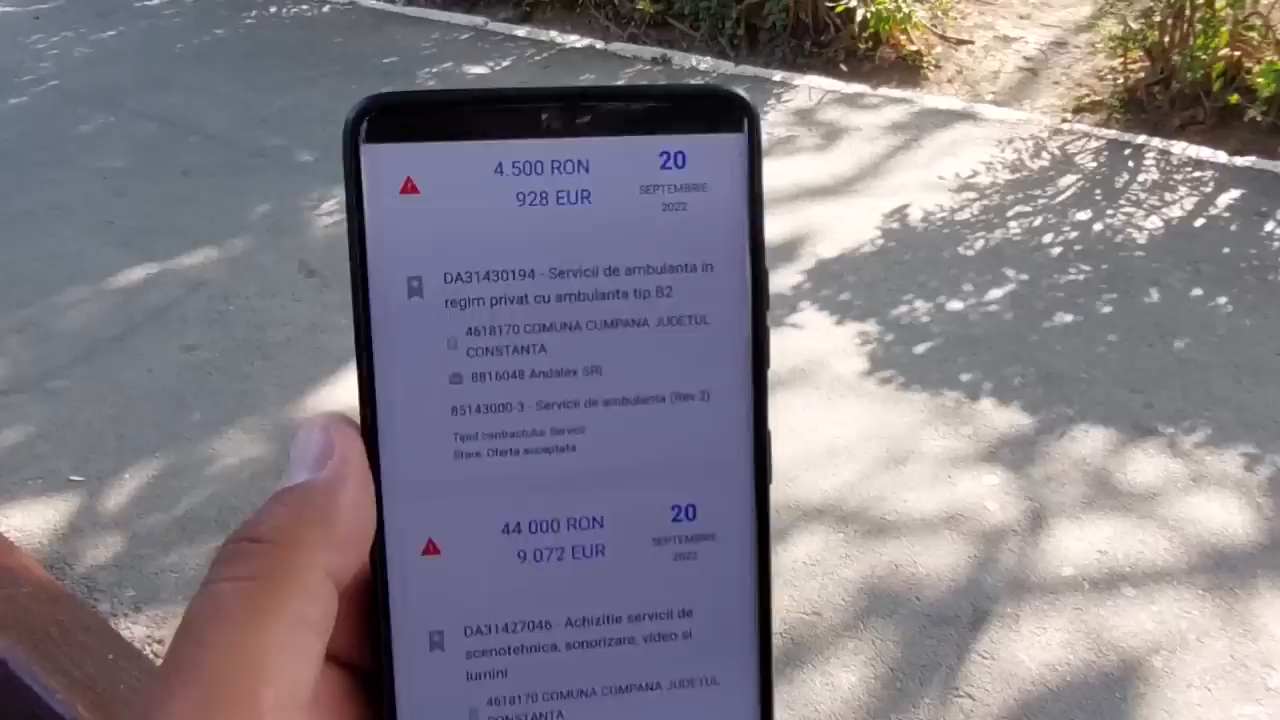 4.500 RON
928 EUR
20
SEPTEMBRIE
2022
DA31430194 - Servicii de ambulanta in
regim privat cu ambulanta tip B2
4618170 COMUNA CUMPANA JUDETUL
CONSTANTA
8816048 Andalex SRL
85143000-3 - Servicii de ambulanta (Rev.2)
Tipul contractului: Servicii
Stare: Oferta acceptata
44 000 RON
9.072 EUR
20
SEPTEMBRIE
2022
DA31427046 - Achizitie servicii de
scenotehnica, sonorizare, video si
lumini
4618170 COMUNA CUMPANA JUDETUL
CONSTANTA